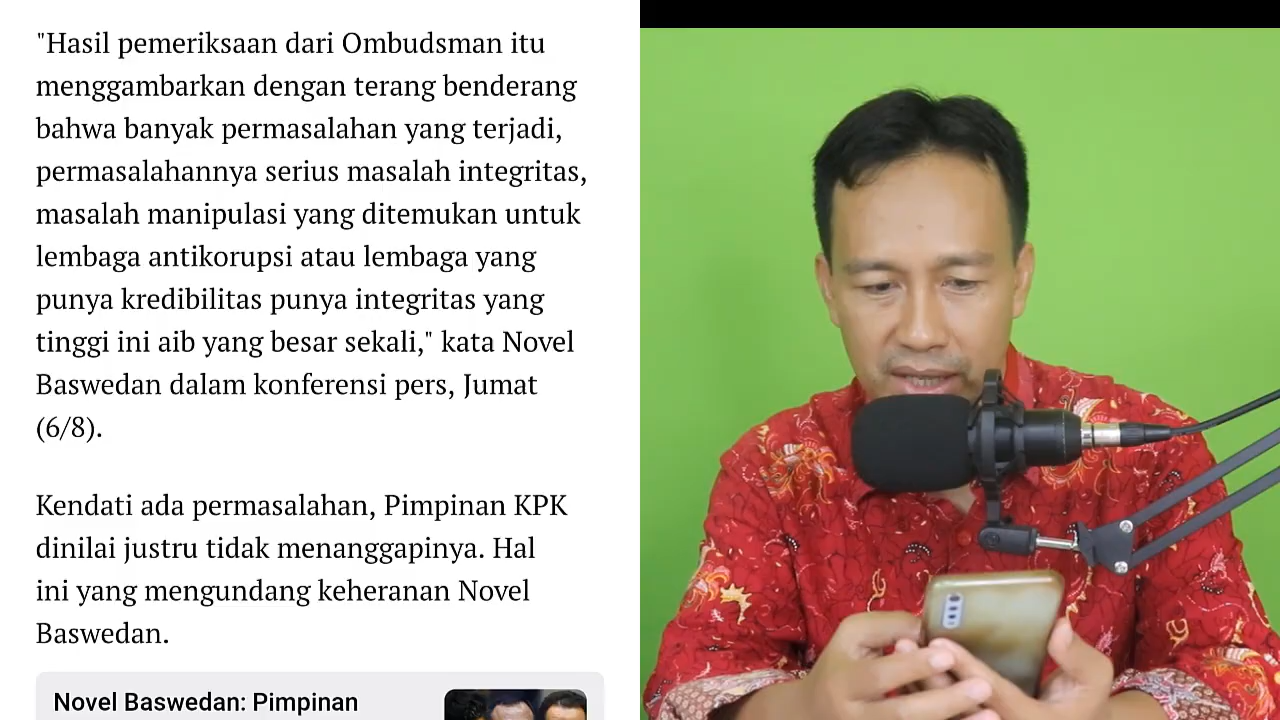 "Hasil pemeriksaan dari Ombudsman itu
menggambarkan dengan terang benderang
bahwa banyak permasalahan yang terjadi,
permasalahannya serius masalah integritas,
masalah manipulasi yang ditemukan untuk
lembaga antikorupsi atau lembaga yang
punya kredibilitas punya integritas yang
tinggi ini aib yang besar sekali," kata Novel
Baswedan dalam konferensi pers, Jumat
(6/8).
Kendati ada permasalahan, Pimpinan KPK
dinilai justru tidak menanggapinya. Hal
ini yang mengundang keheranan Novel
Baswedan.
Novel Baswedan: Pimpinan